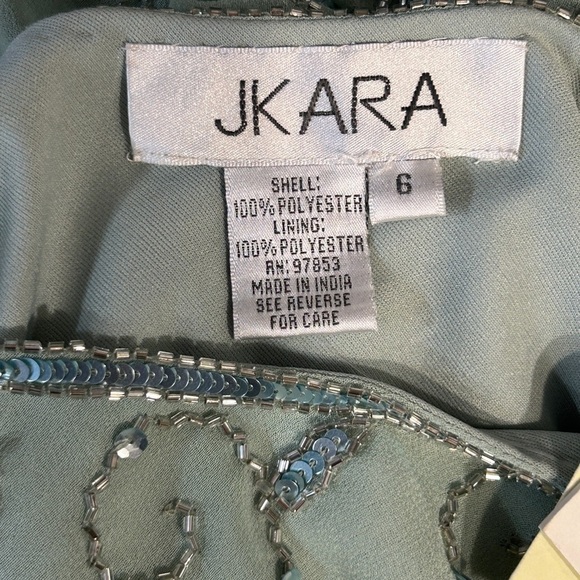 JKARA
6
SHELL:
100% POLYESTER
LINING:
100% POLYESTER
RN: 97853
MADE IN INDIA
SEE REVERSE
FOR CARE